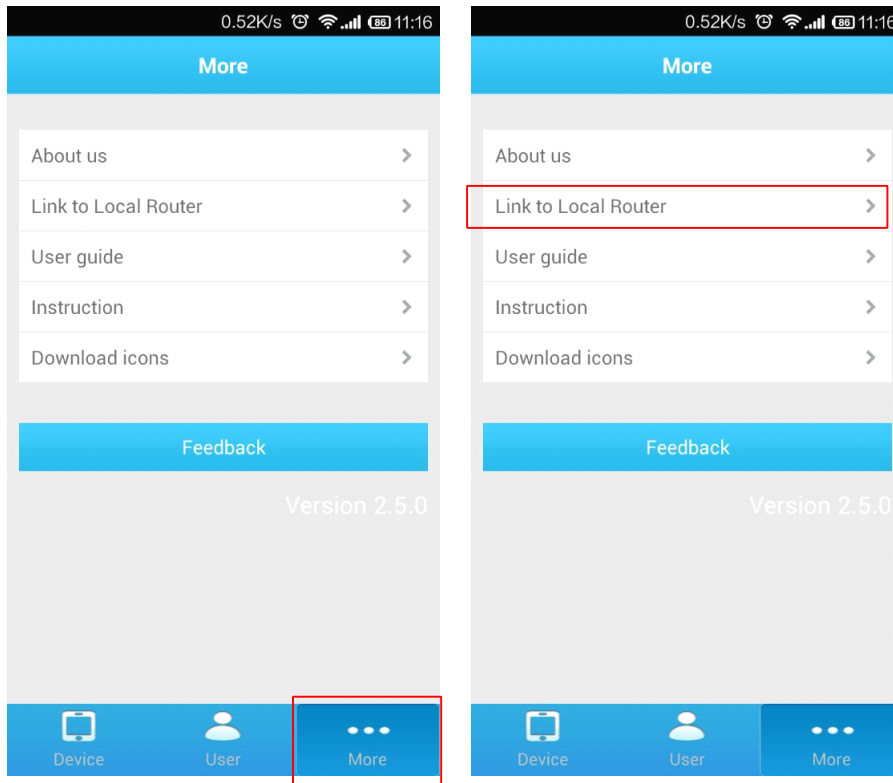 0.52K/s 86 11:16
More
About us
Link to Local Router
User guide
Instruction
Download icons
Feedback
Version 2.5.0
Device User More
0.52K/s 86 11:16
More
About us
Link to Local Router
User guide
Instruction
Download icons
Feedback
Version 2.5.0
Device User More